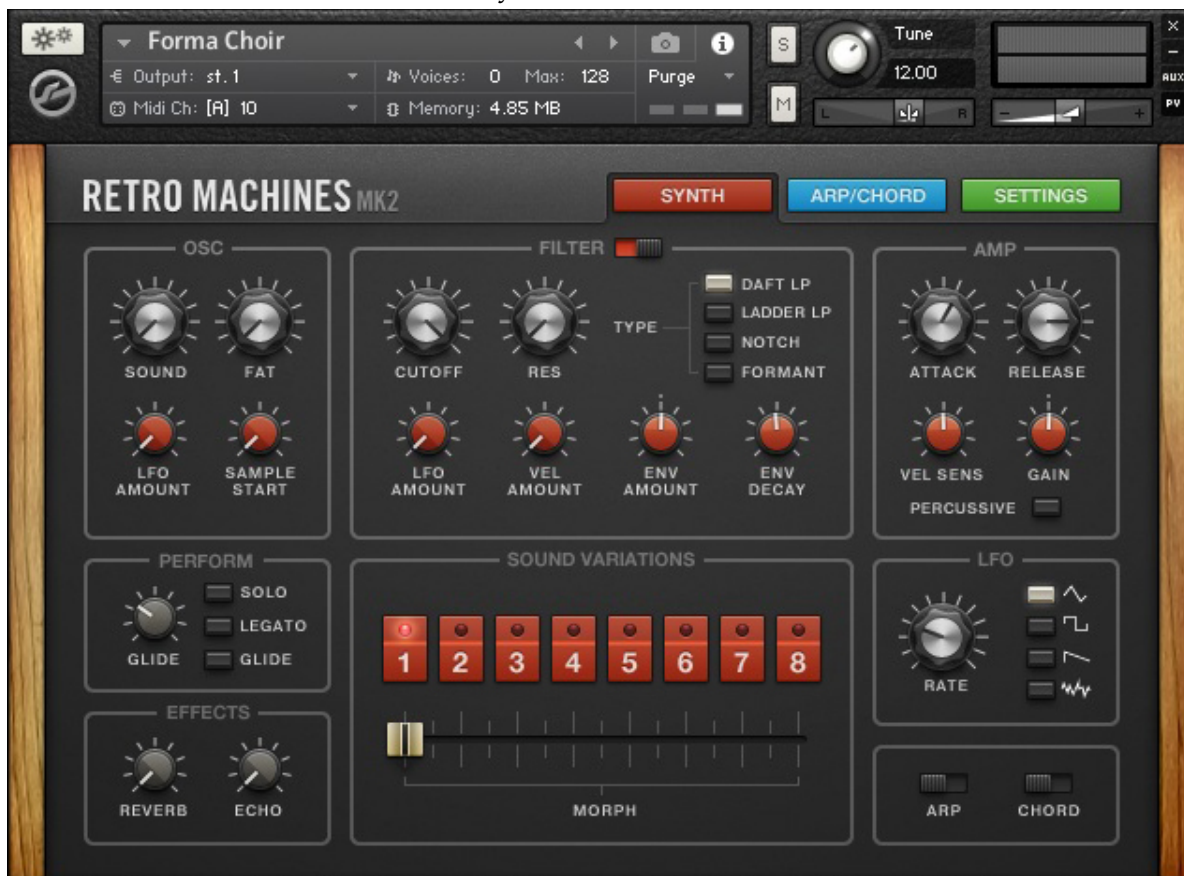 Forma Choir
S
Tune
Output: st. 1
Voices: 0 Max: 128
Purge
12.00
AUX
Midi Ch: [A] 10
Memory: 4.85 MB
M
L
R
PV
RETRO MACHINES MK2
SYNTH
ARP/CHORD
SETTINGS
OSC
SOUND
FAT
LFO
AMOUNT
SAMPLE
START
FILTER
CUTOFF
RES
TYPE
DAFT LP
LADDER LP
NOTCH
FORMANT
LFO
AMOUNT
VEL
AMOUNT
ENV
AMOUNT
ENV
DECAY
AMP
ATTACK
RELEASE
VEL SENS
GAIN
PERCUSSIVE
PERFORM
GLIDE
SOLO
LEGATO
GLIDE
SOUND VARIATIONS
1 2 3 4 5 6 7 8
MORPH
LFO
RATE
EFFECTS
REVERB
ECHO
ARP
CHORD